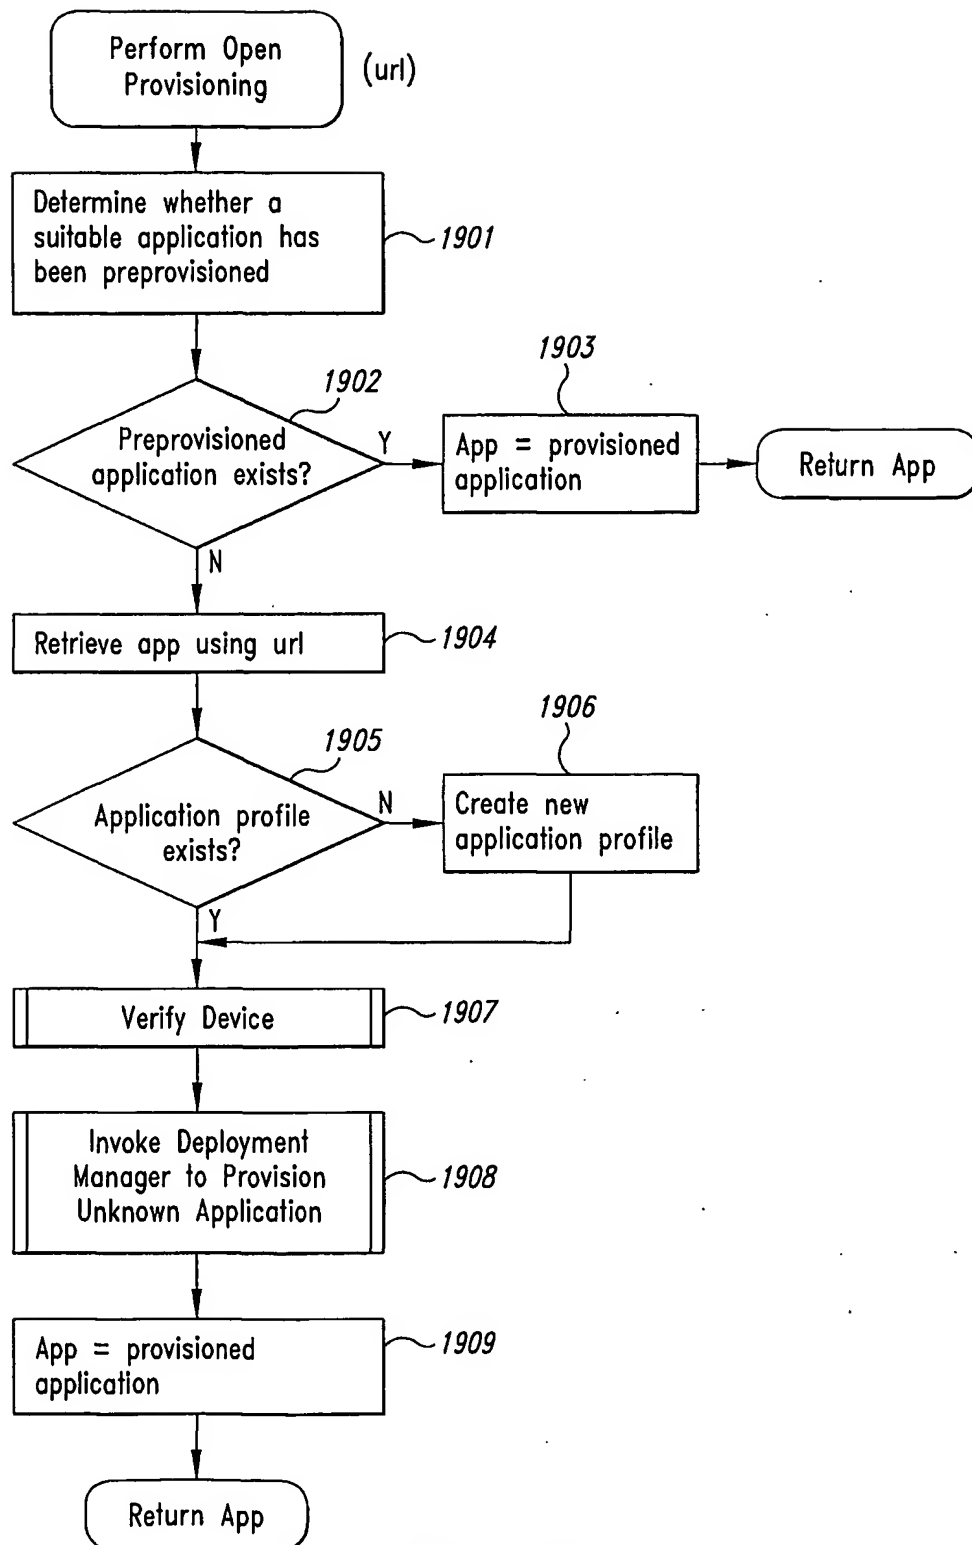 Perform Open
Provisioning
(url)
Determine whether a
suitable application has
been preprovisioned
1901
1902
Preprovisioned
application exists?
Y
1903
App = provisioned
application
Return App
N
Retrieve app using url
1904
1905
Application profile
exists?
N
1906
Create new
application profile
Y
Verify Device
1907
Invoke Deployment
Manager to Provision
Unknown Application
1908
App = provisioned
application
1909
Return App